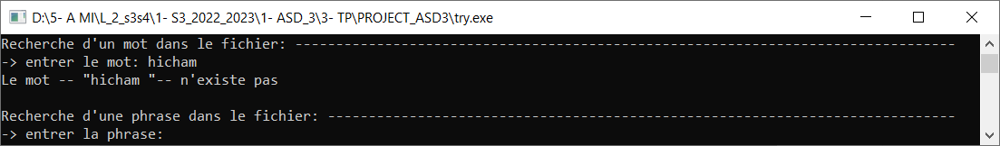 D:\5- A MI\L_2_s3s4\1- S3_2022_2023\1- ASD_3\3- TP\PROJECT_ASD3\try.exe
Recherche d'un mot dans le fichier: --------------------------------------------------------------------------------
-> entrer le mot: hicham
Le mot -- "hicham "-- n'existe pas
Recherche d'une phrase dans le fichier: ----------------------------------------------------------------------------
-> entrer la phrase: